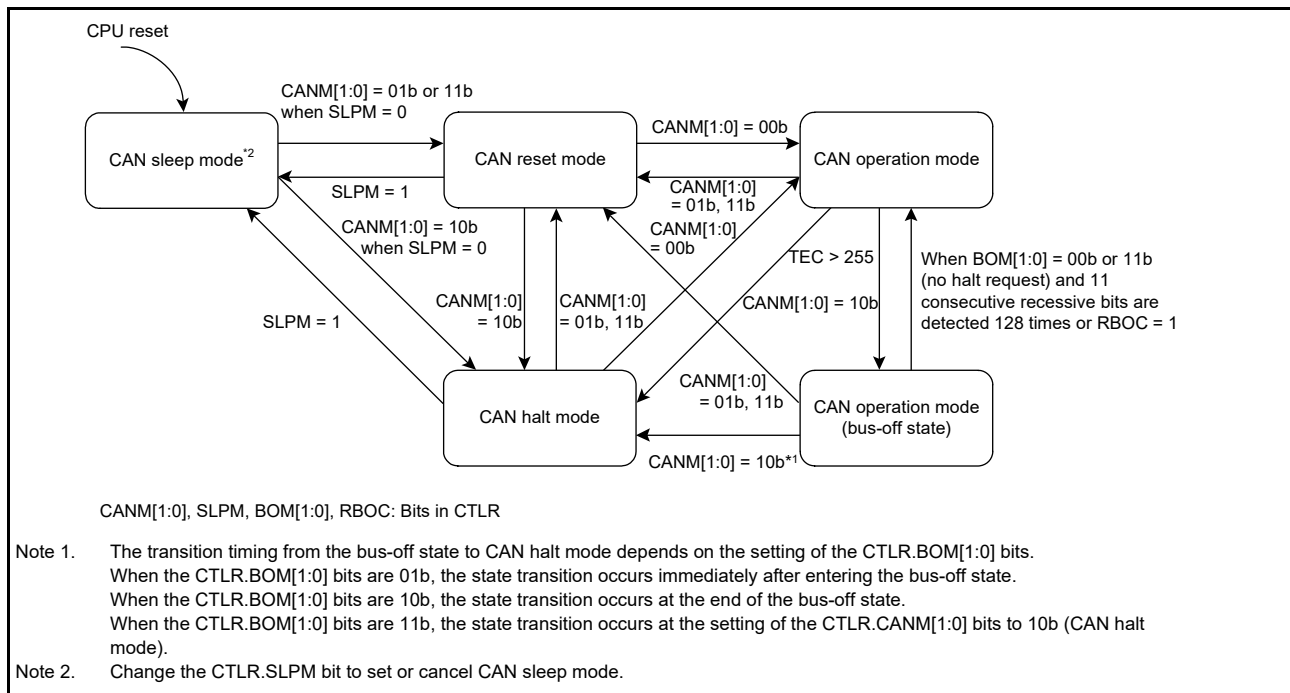 CPU reset
CANM[1:0] = 01b or 11b
when SLPM = 0
CANM[1:0] = 00b
CAN sleep mode*2
CAN reset mode
CAN operation mode
SLPM = 1
CANM[1:0]
= 01b, 11b
CANM[1:0] = 10b
when SLPM = 0
CANM[1:0]
= 00b
TEC > 255
When BOM[1:0] = 00b or 11b
(no halt request) and 11
consecutive recessive bits are
detected 128 times or RBOC = 1
SLPM = 1
CANM[1:0]
= 10b
CANM[1:0]
= 01b, 11b
CANM[1:0] = 10b
CANM[1:0]
= 01b, 11b
CAN halt mode
CAN operation mode
(bus-off state)
CANM[1:0] = 10b*1
CANM[1:0], SLPM, BOM[1:0], RBOC: Bits in CTLR
Note 1. The transition timing from the bus-off state to CAN halt mode depends on the setting of the CTLR.BOM[1:0] bits.
When the CTLR.BOM[1:0] bits are 01b, the state transition occurs immediately after entering the bus-off state.
When the CTLR.BOM[1:0] bits are 10b, the state transition occurs at the end of the bus-off state.
When the CTLR.BOM[1:0] bits are 11b, the state transition occurs at the setting of the CTLR.CANM[1:0] bits to 10b (CAN halt
mode).
Note 2. Change the CTLR.SLPM bit to set or cancel CAN sleep mode.